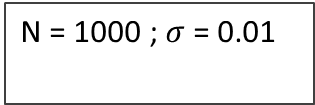 N = 1000 ; 𝜎 = 0.01